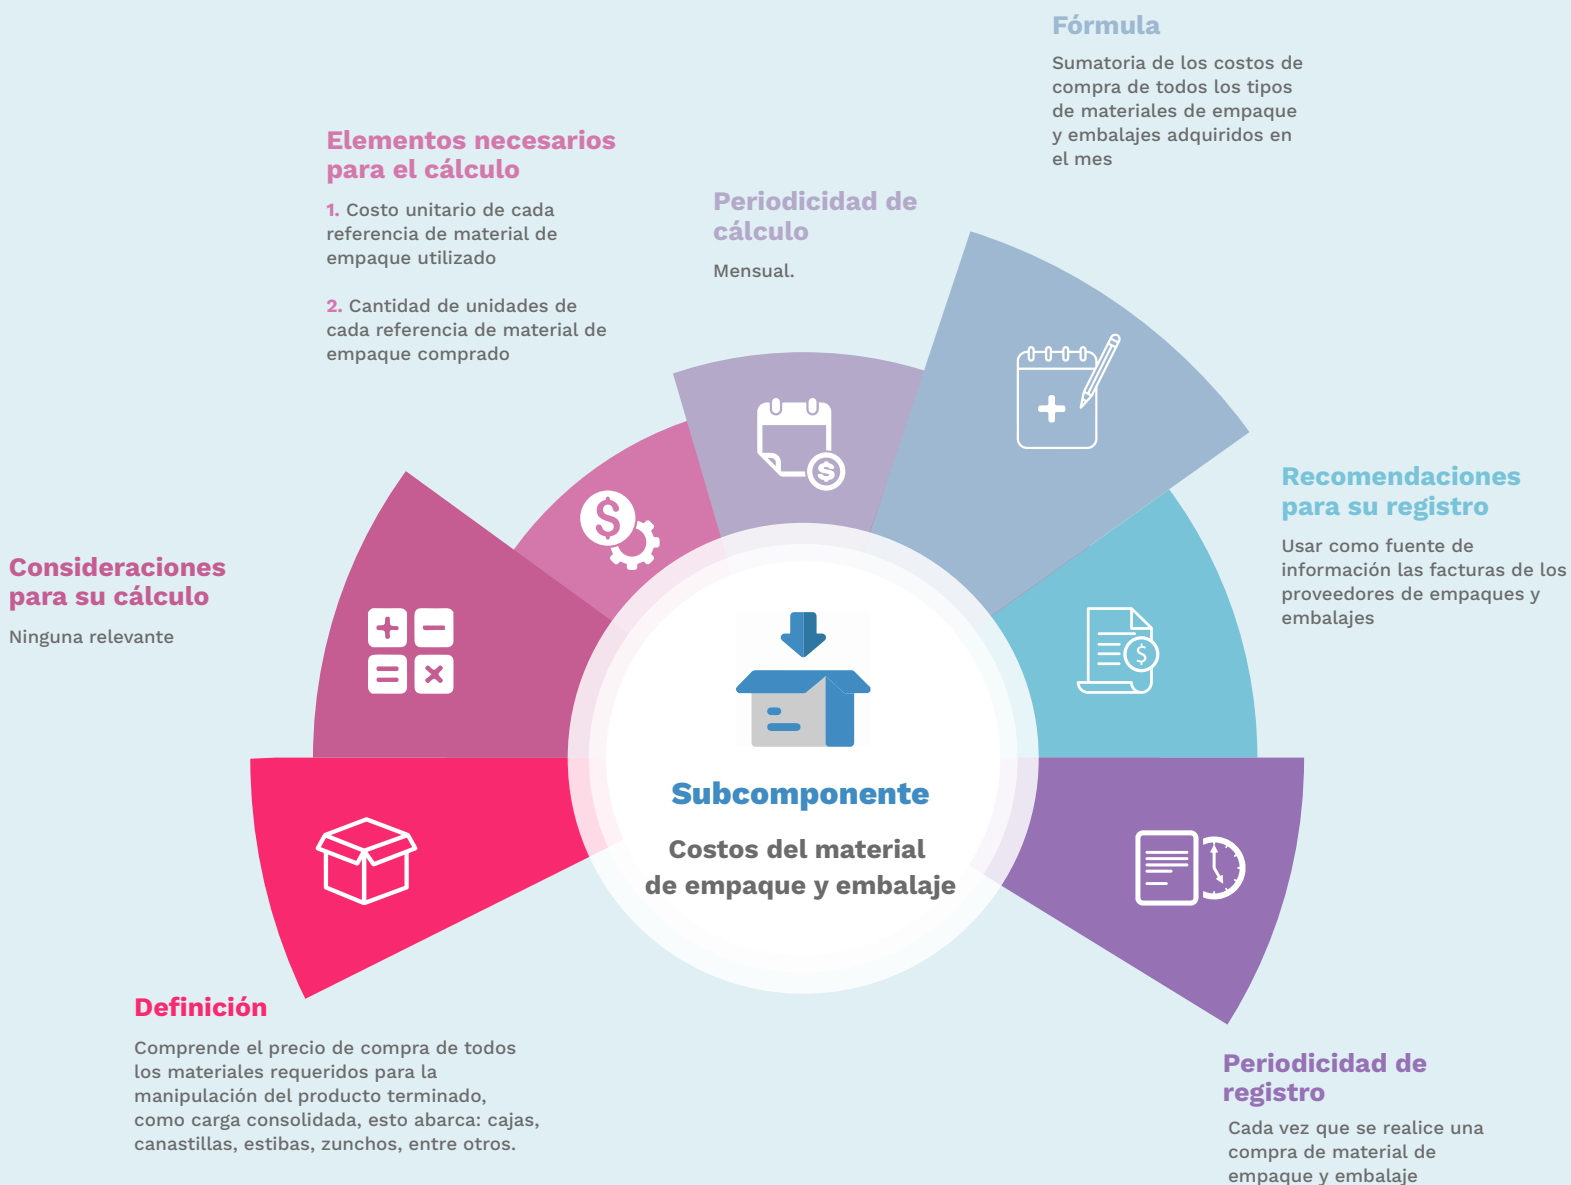 Fórmula
Sumatoria de los costos de
compra de todos los tipos
de materiales de empaque
y embalajes adquiridos en
el mes
Elementos necesarios
para el cálculo
1. Costo unitario de cada
referencia de material de
empaque utilizado
2. Cantidad de unidades de
cada referencia de material de
empaque comprado
Periodicidad de
cálculo
Mensual.
Recomendaciones
para su registro
Usar como fuente de
información las facturas de los
proveedores de empaques y
embalajes
Consideraciones
para su cálculo
Ninguna relevante
Subcomponente
Costos del material
de empaque y embalaje
Definición
Comprende el precio de compra de todos
los materiales requeridos para la
manipulación del producto terminado,
como carga consolidada, esto abarca: cajas,
canastillas, estibas, zunchos, entre otros.
Periodicidad de
registro
Cada vez que se realice una
compra de material de
empaque y embalaje